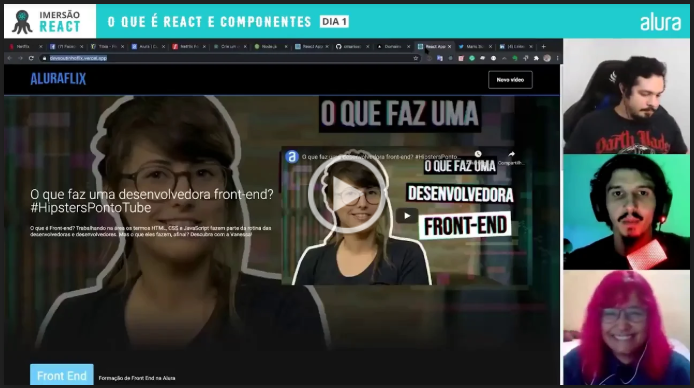 IMERSÃO
REACT
O QUE É REACT E COMPONENTES DIA 1
alura
ALURAFLIX
Novo vídeo
O QUE FAZ UMA
O que faz uma desenvolvedora front-end? #HipstersPonto...
Compartilh...
O QUE FAZ UMA
DESENVOLVEDORA
FRONT-END
O que faz uma desenvolvedora front-end?
#HipstersPontoTube
O que é Front-end? Trabalhando na área os termos HTML, CSS e JavaScript fazem parte da rotina das
desenvolvedoras e desenvolvedores. Mas o que eles fazem, afinal? Descubra com a Vanessa!
Front End
Formação de Front End na Alura